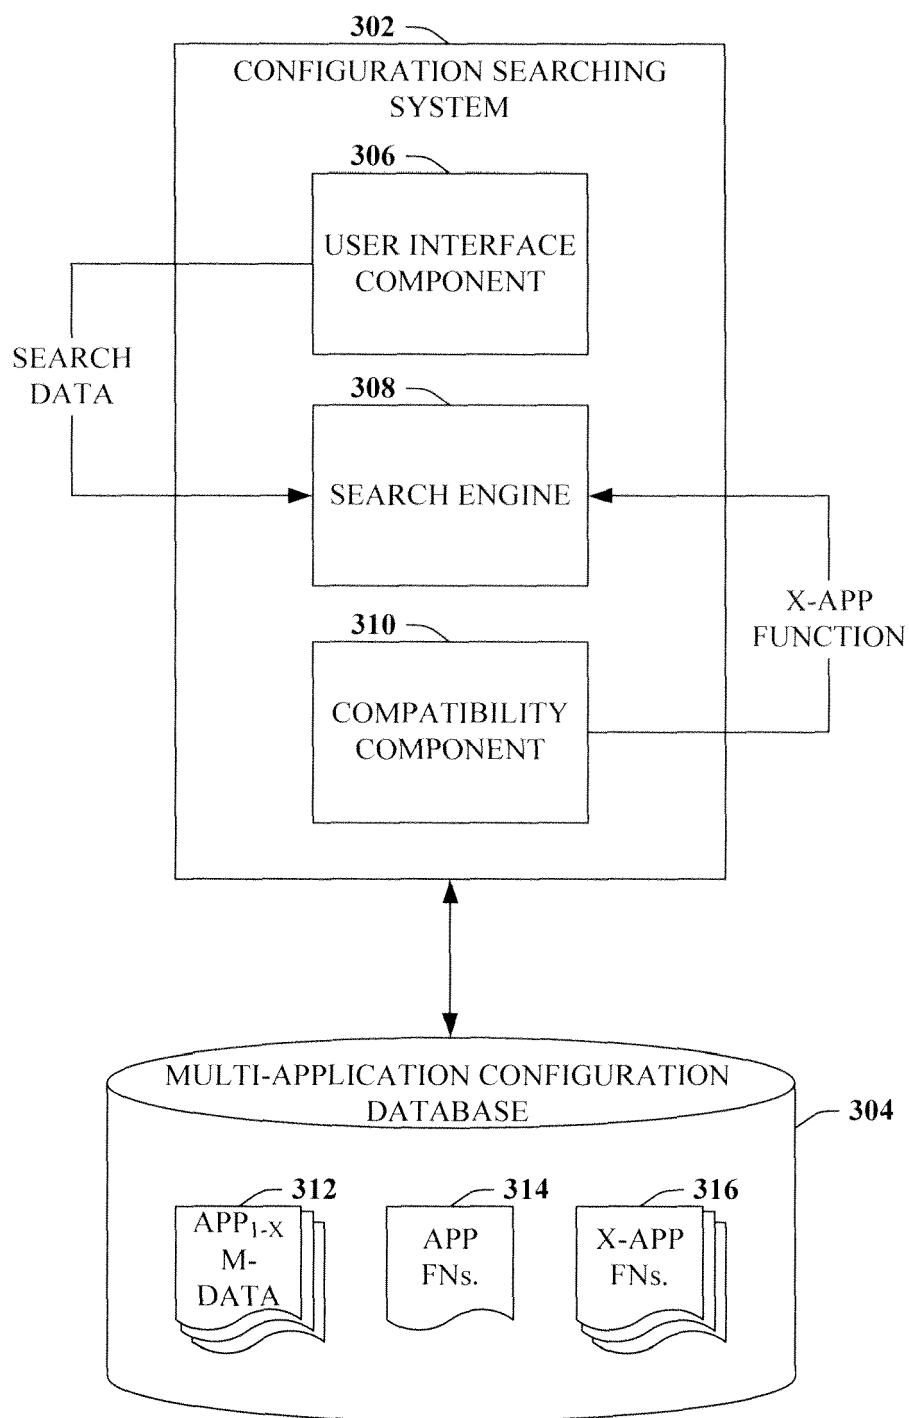 302
CONFIGURATION SEARCHING
SYSTEM
306
USER INTERFACE
COMPONENT
SEARCH
DATA
308
SEARCH ENGINE
X-APP
FUNCTION
310
COMPATIBILITY
COMPONENT
MULTI-APPLICATION CONFIGURATION
DATABASE
304
312
APP1-X
M-
DATA
314
APP
FNs.
316
X-APP
FNs.